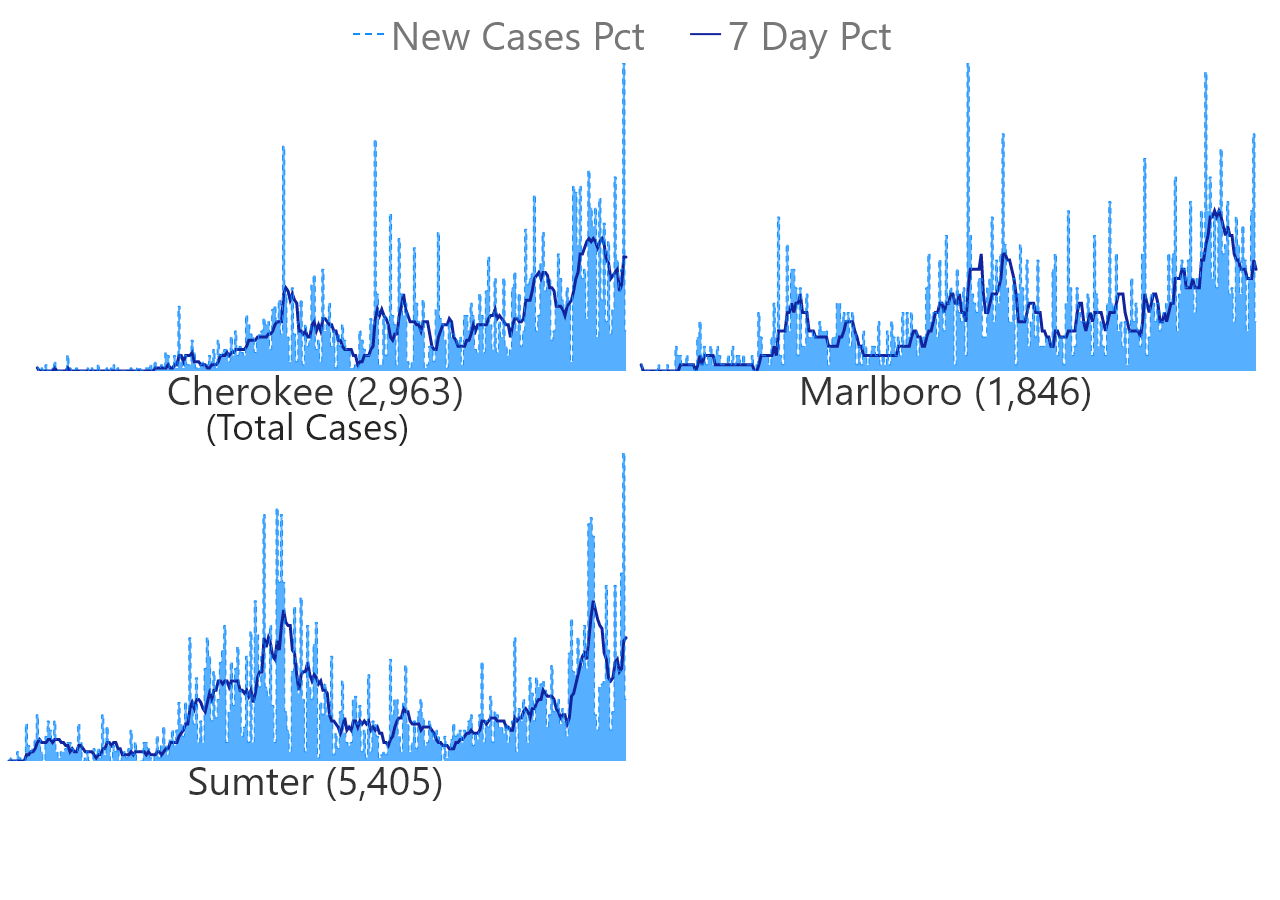 New Cases Pct 7 Day Pct
Cherokee (2,963)
(Total Cases)
Marlboro (1,846)
Sumter (5,405)